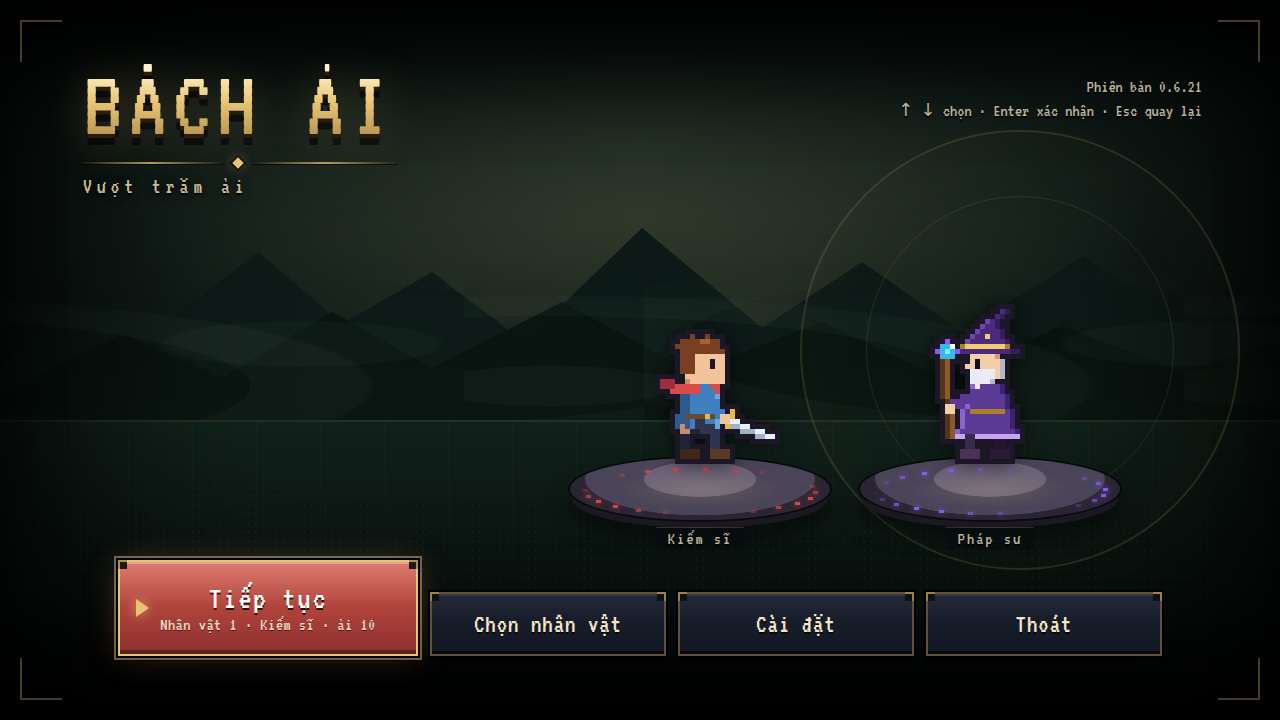 BÁCH ẢI
Vượt trăm ải
Phiên bản 0.6.21
↑ ↓ chọn · Enter xác nhận · Esc quay lại
Kiếm sĩ
Pháp sư
Tiếp tục
Nhân vật 1 · Kiếm sĩ · ải 10
Chọn nhân vật
Cài đặt
Thoát